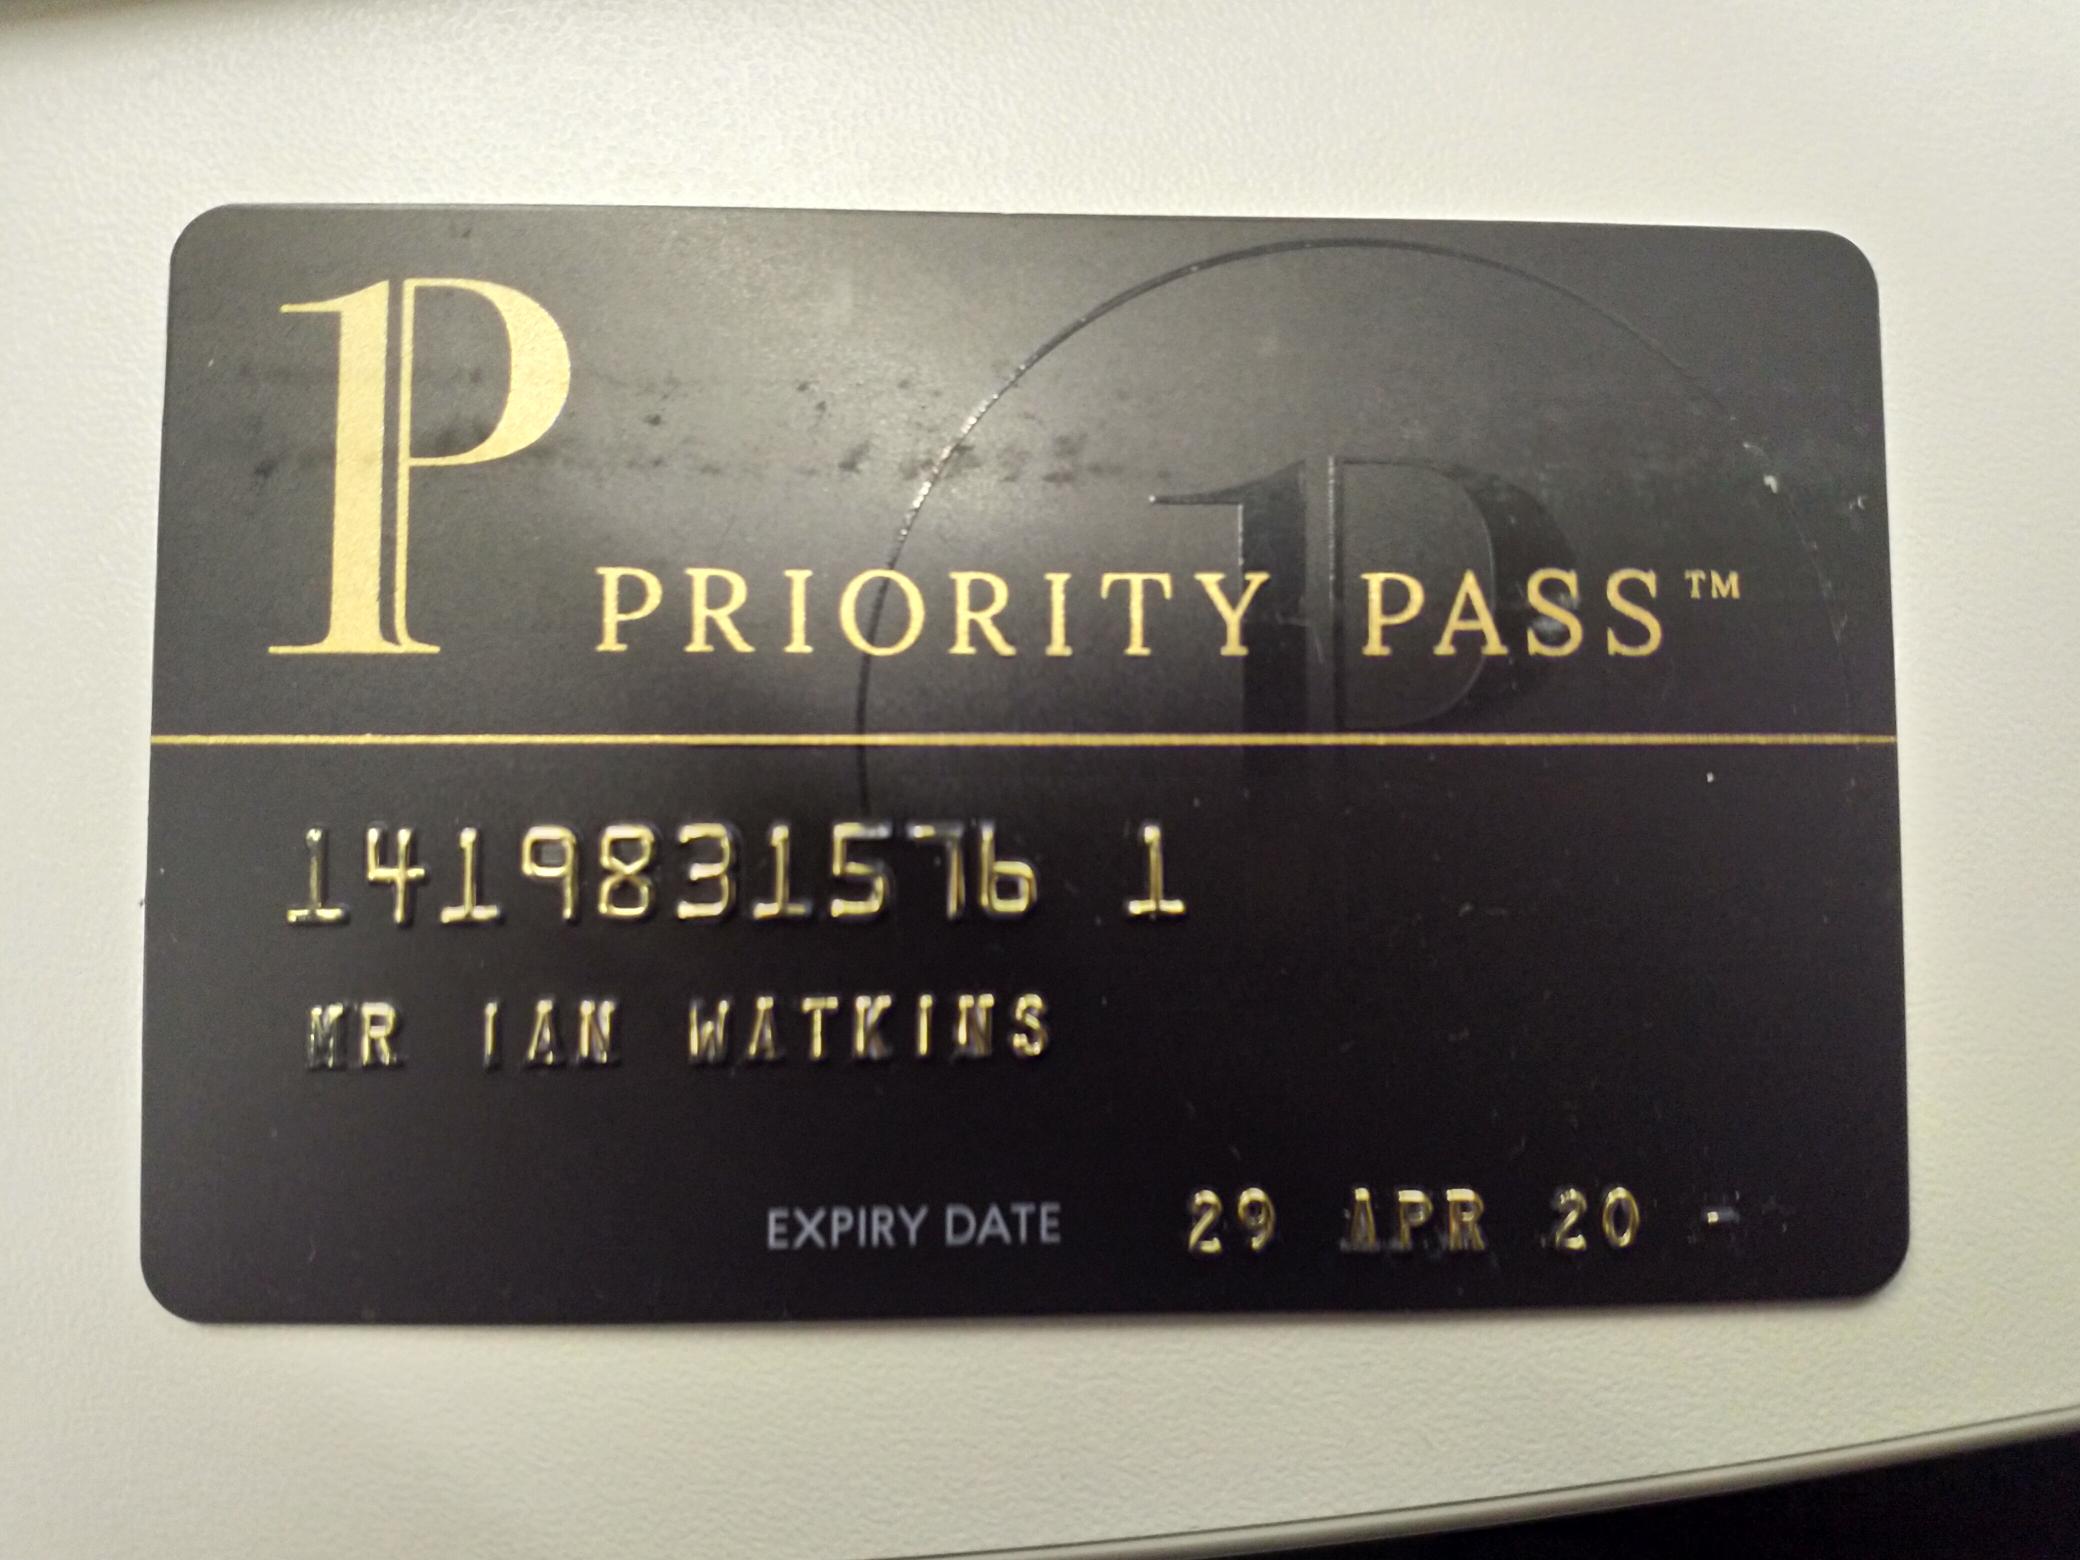 PRIORITY PASS™
1419831576 1
MR IAN WATKINS
EXPIRY DATE 29 APR 20 -